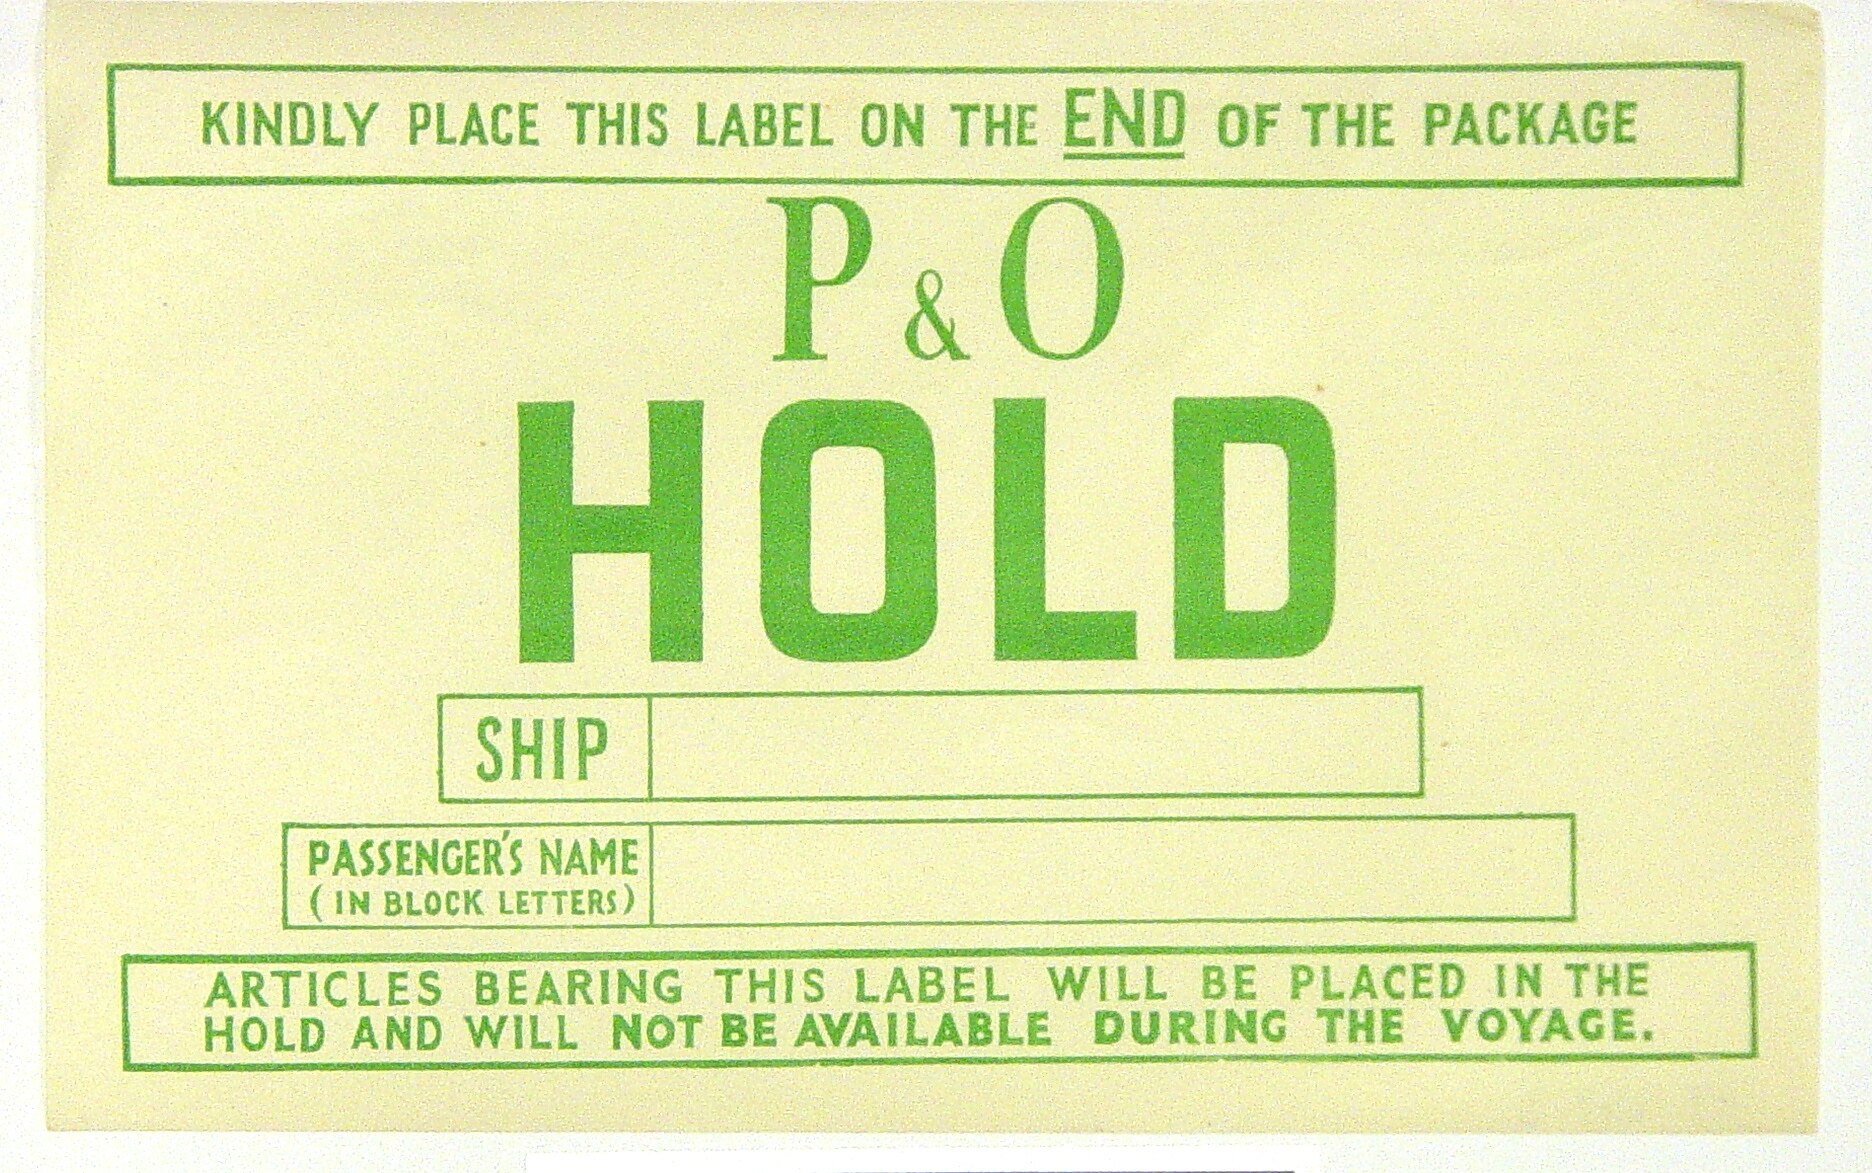 KINDLY PLACE THIS LABEL ON THE END OF THE PACKAGE
P & O
HOLD
SHIP
PASSENGER'S NAME
(IN BLOCK LETTERS)
ARTICLES BEARING THIS LABEL WILL BE PLACED IN THE
HOLD AND WILL NOT BE AVAILABLE DURING THE VOYAGE.